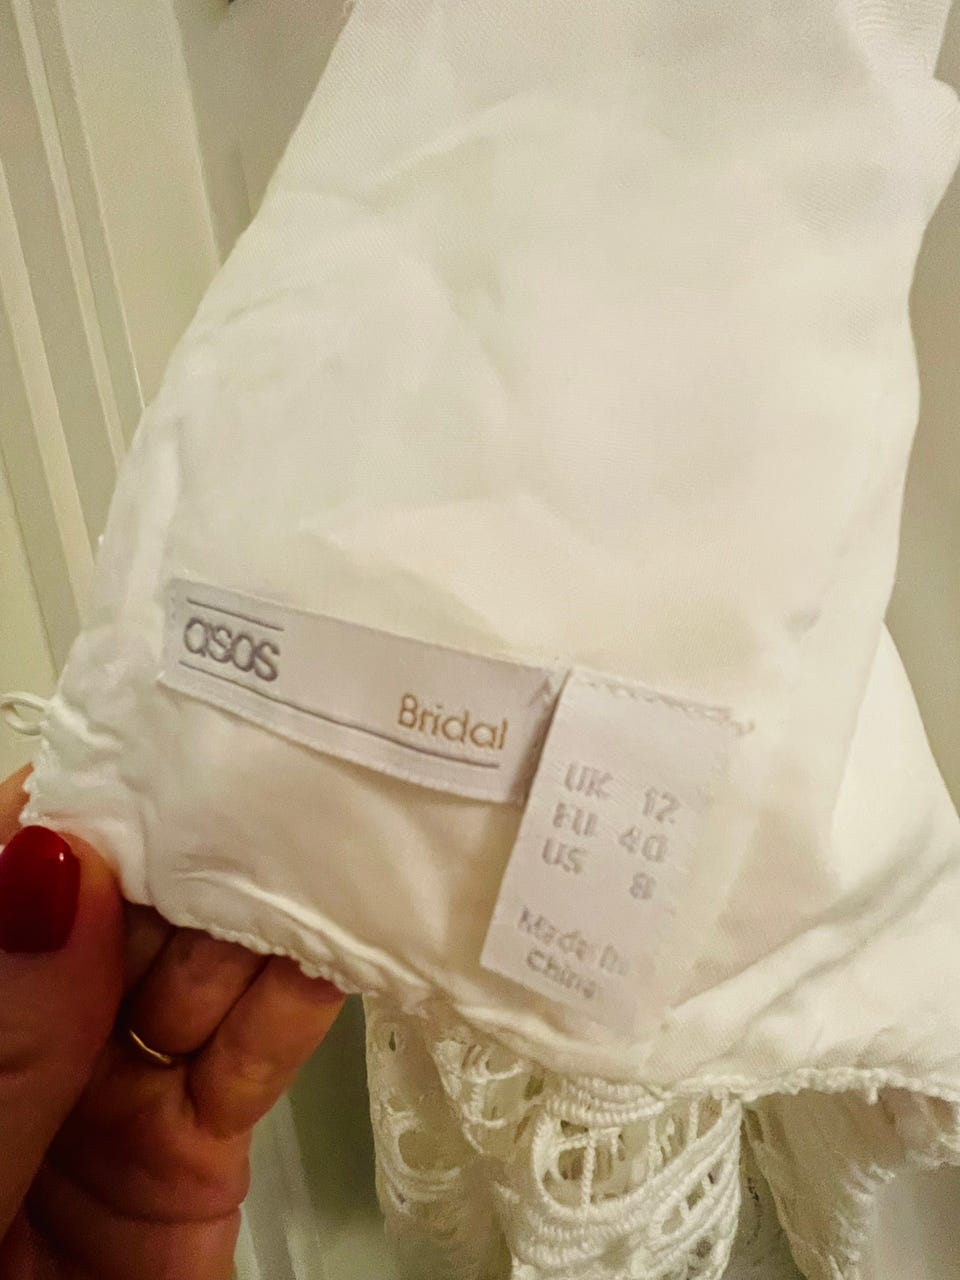 asos
Bridal
UK 12
EU 40
US 8
Made In
China